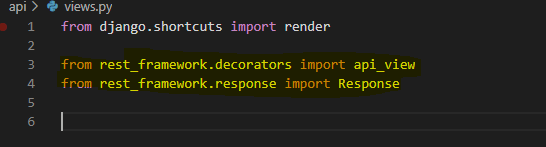 api > views.py
1 from django.shortcuts import render
2
3 from rest_framework.decorators import api_view
4 from rest_framework.response import Response
5
6